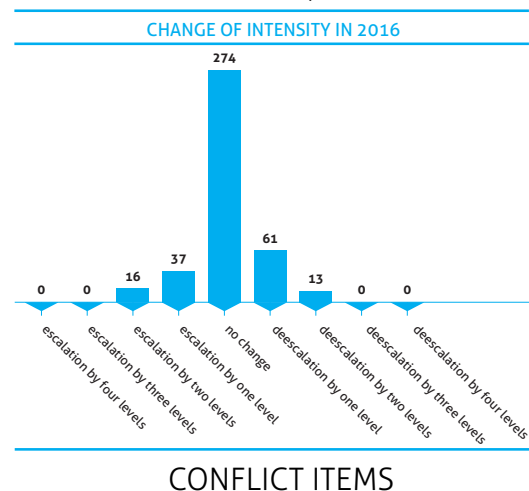 CHANGE OF INTENSITY IN 2016
274
61
37
16
13
0
0
0
0
escalation by four levels
escalation by three levels
escalation by two levels
escalation by one level
no change
deescalation by one level
deescalation by two levels
deescalation by three levels
deescalation by four levels
CONFLICT ITEMS